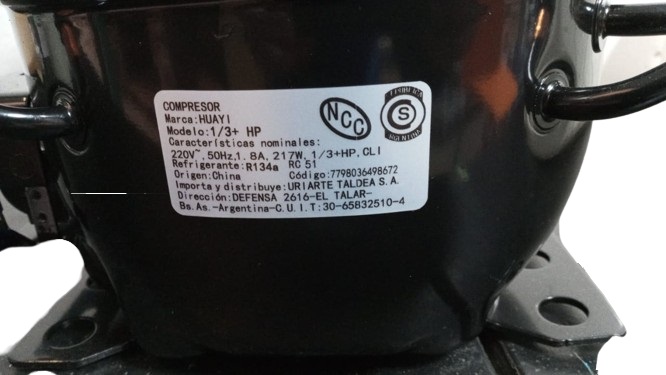 COMPRESOR
Marca:HUAYI
Modelo:1/3+ HP
Características nominales:
220V~,50Hz,1.8A,217W,1/3+HP,CLI
Refrigerante:R134a RC 51
Origen:China Código:7798036498672
Importa y distribuye:URIARTE TALDEA S.A.
Dirección:DEFENSA 2616-EL TALAR-
Bs.As.-Argentina-C.U.I.T:30-65832510-4
NCC
S